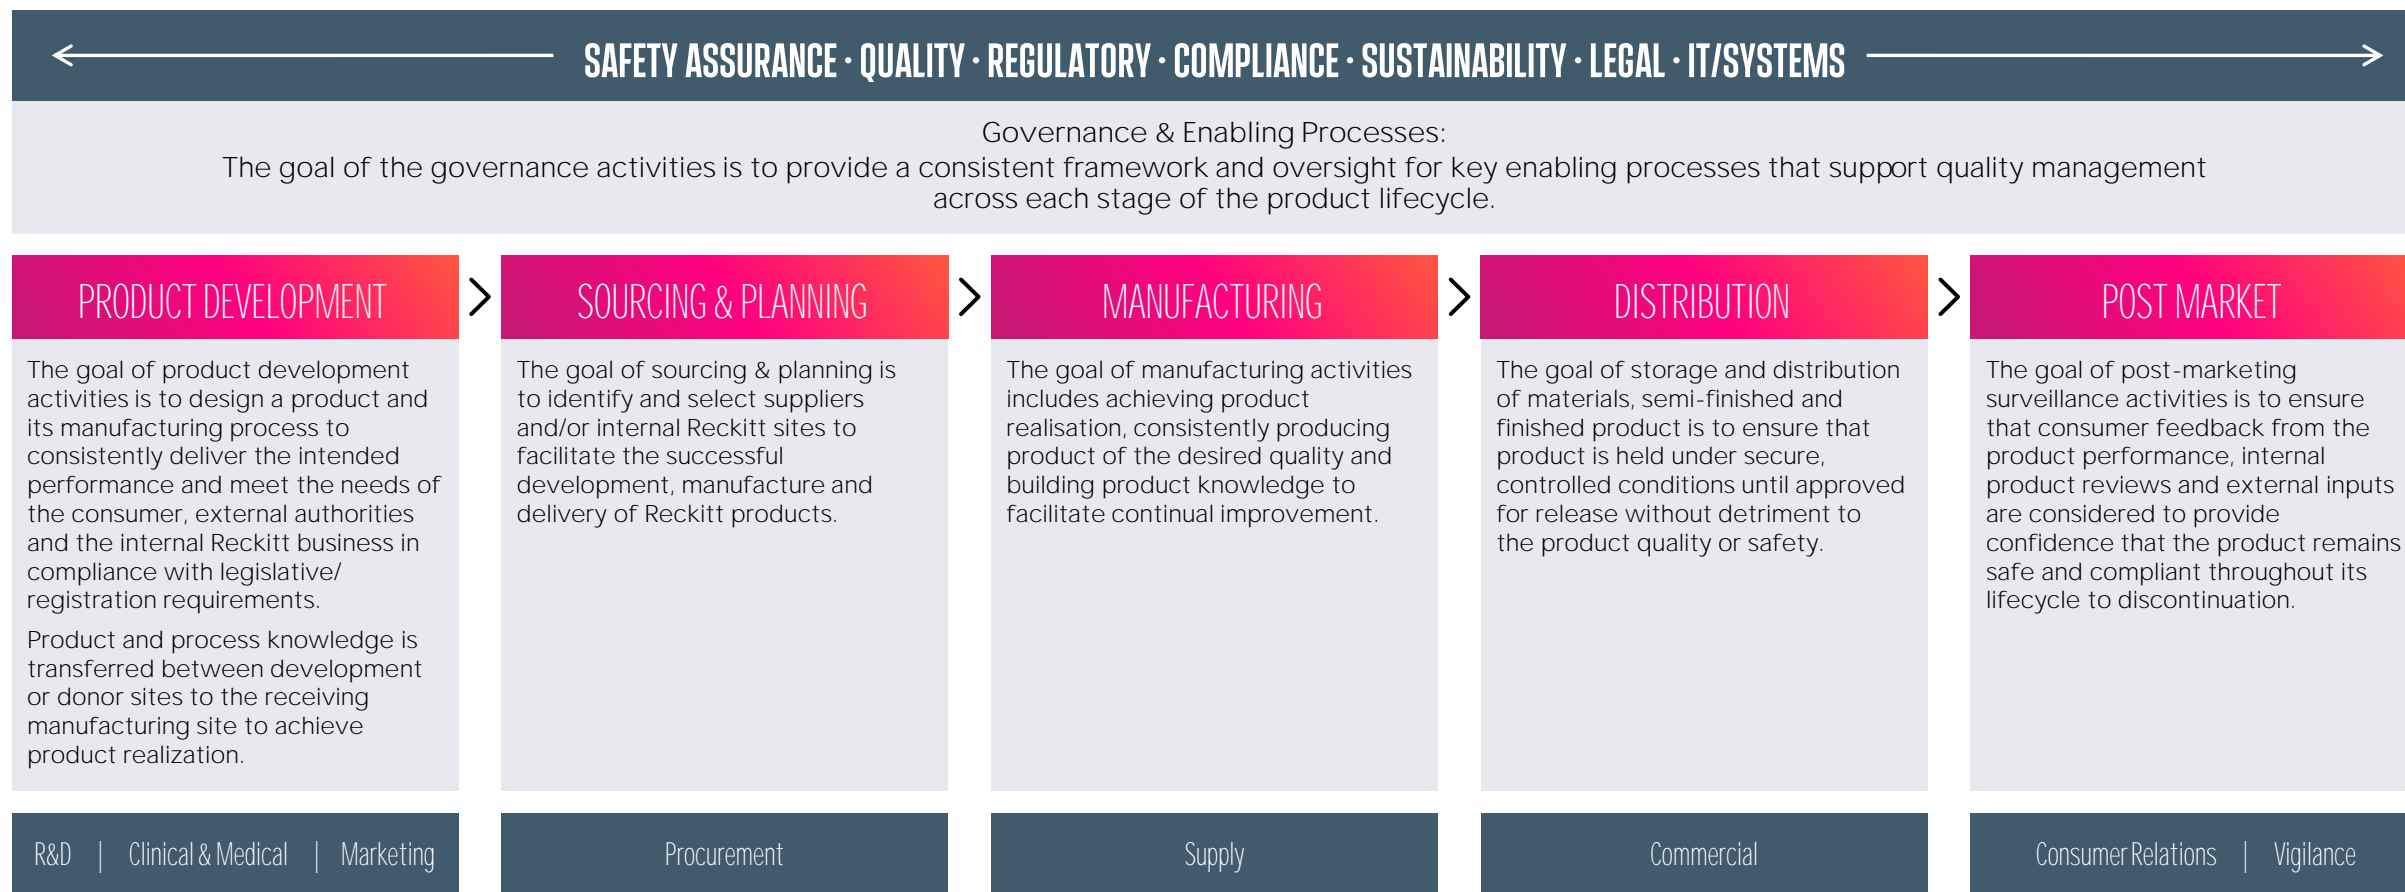 SAFETY ASSURANCE · QUALITY · REGULATORY · COMPLIANCE · SUSTAINABILITY · LEGAL · IT/SYSTEMS
Governance & Enabling Processes:
The goal of the governance activities is to provide a consistent framework and oversight for key enabling processes that support quality management
across each stage of the product lifecycle.
PRODUCT DEVELOPMENT
The goal of product development
activities is to design a product and
its manufacturing process to
consistently deliver the intended
performance and meet the needs of
the consumer, external authorities
and the internal Reckitt business in
compliance with legislative/
registration requirements.
Product and process knowledge is
transferred between development
or donor sites to the receiving
manufacturing site to achieve
product realization.
R&D | Clinical & Medical | Marketing
SOURCING & PLANNING
The goal of sourcing & planning is
to identify and select suppliers
and/or internal Reckitt sites to
facilitate the successful
development, manufacture and
delivery of Reckitt products.
Procurement
MANUFACTURING
The goal of manufacturing activities
includes achieving product
realisation, consistently producing
product of the desired quality and
building product knowledge to
facilitate continual improvement.
Supply
DISTRIBUTION
The goal of storage and distribution
of materials, semi-finished and
finished product is to ensure that
product is held under secure,
controlled conditions until approved
for release without detriment to
the product quality or safety.
Commercial
POST MARKET
The goal of post-marketing
surveillance activities is to ensure
that consumer feedback from the
product performance, internal
product reviews and external inputs
are considered to provide
confidence that the product remains
safe and compliant throughout its
lifecycle to discontinuation.
Consumer Relations | Vigilance